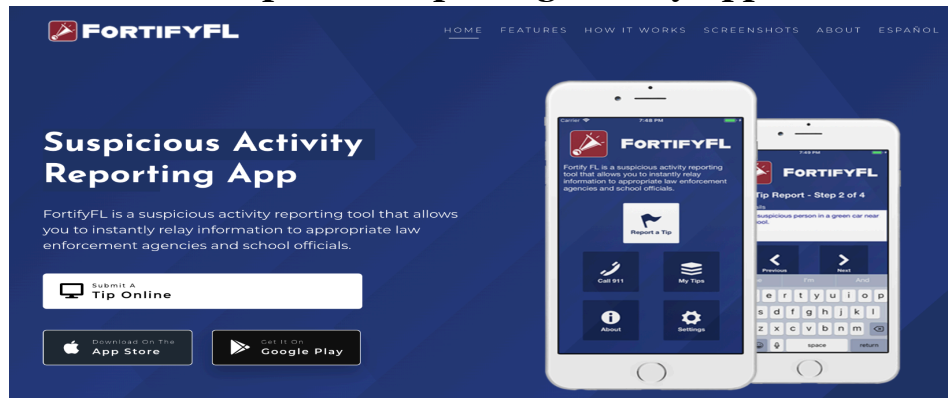 FORTIFYFL
HOME FEATURES HOW IT WORKS SCREENSHOTS ABOUT ESPAÑOL
Suspicious Activity
Reporting App
FortifyFL is a suspicious activity reporting tool that allows
you to instantly relay information to appropriate law
enforcement agencies and school officials.
Submit A
Tip Online
Download On The
App Store
Get It On
Google Play
Carrier 7:48 PM
FORTIFYFL
Fortify FL is a suspicious activity reporting
tool that allows you to instantly relay
information to appropriate law enforcement
agencies and school officials.
Report a Tip
Call 911
My Tips
About
Settings
7:48 PM
FORTIFYFL
Tip Report - Step 2 of 4
suspicious person in a green car near
Previous
Next
I'm And
e r t y u i o p
s d f g h j k l
z x c v b n m
space return